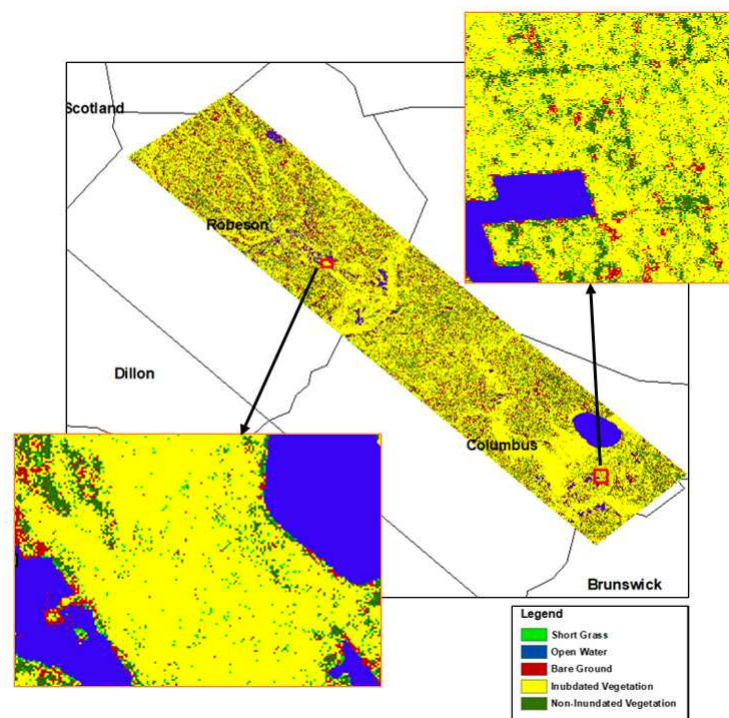 Scotland
Robeson
Dillon
Columbus
Brunswick
Legend
Short Grass
Open Water
Bare Ground
Inubdated Vegetation
Non-Inundated Vegetation